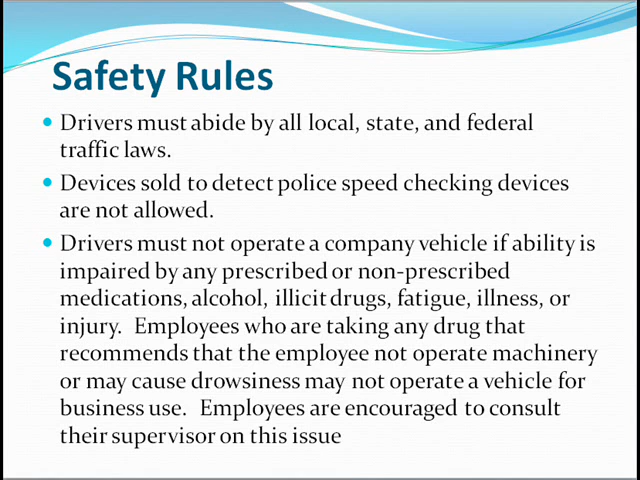 Safety Rules
Drivers must abide by all local, state, and federal
traffic laws.
Devices sold to detect police speed checking devices
are not allowed.
Drivers must not operate a company vehicle if ability is
impaired by any prescribed or non-prescribed
medications, alcohol, illicit drugs, fatigue, illness, or
injury.  Employees who are taking any drug that
recommends that the employee not operate machinery
or may cause drowsiness may not operate a vehicle for
business use.  Employees are encouraged to consult
their supervisor on this issue